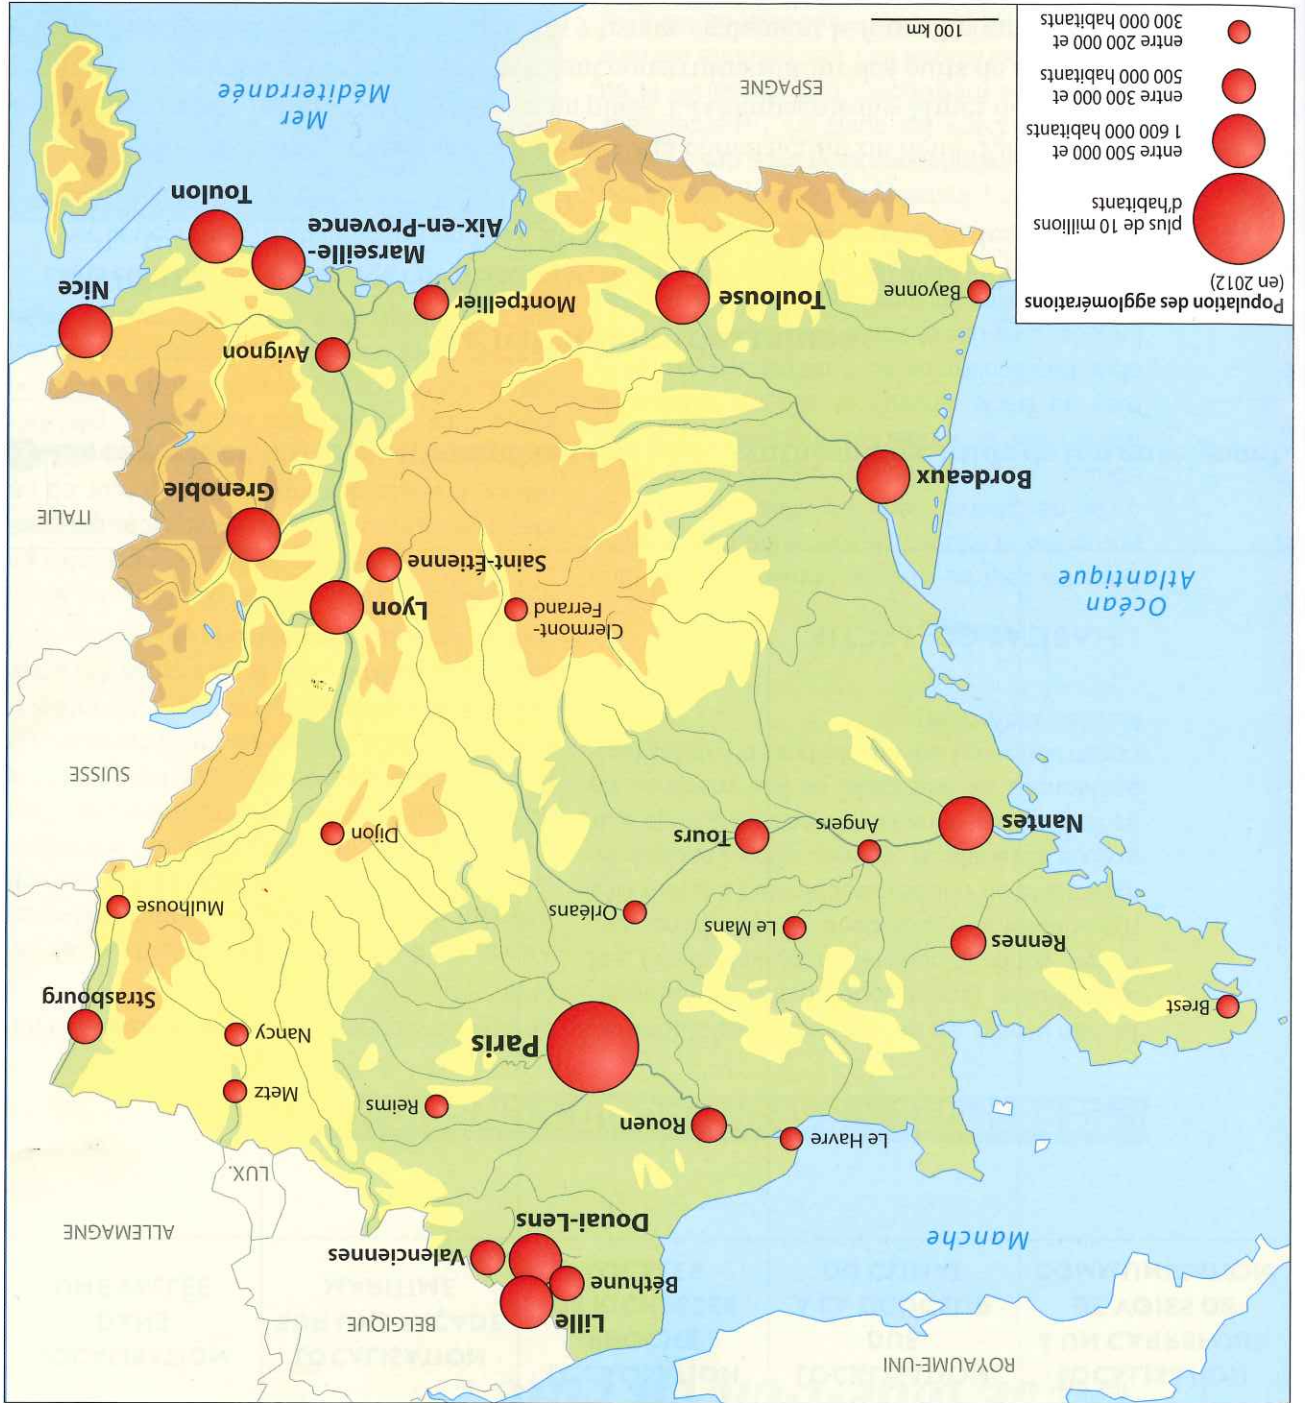 ROYAUME-UNI
Manche
BELGIQUE
ALLEMAGNE
LUX.
Lille
Béthune
Valenciennes
Douai-Lens
Le Havre
Rouen
Reims
Metz
Paris
Nancy
Strasbourg
Brest
Rennes
Le Mans
Orléans
Mulhouse
Nantes
Angers
Tours
Dijon
SUISSE
Océan
Atlantique
Clermont-
Ferrand
Lyon
Saint-Étienne
Grenoble
ITALIE
Bordeaux
Avignon
Bayonne
Toulouse
Montpellier
Nice
Marseille-
Aix-en-Provence
Toulon
Mer
Méditerranée
ESPAGNE
100 km
Population des agglomérations
(en 2012)
plus de 10 millions
d'habitants
entre 500 000 et
1 600 000 habitants
entre 300 000 et
500 000 habitants
entre 200 000 et
300 000 habitants